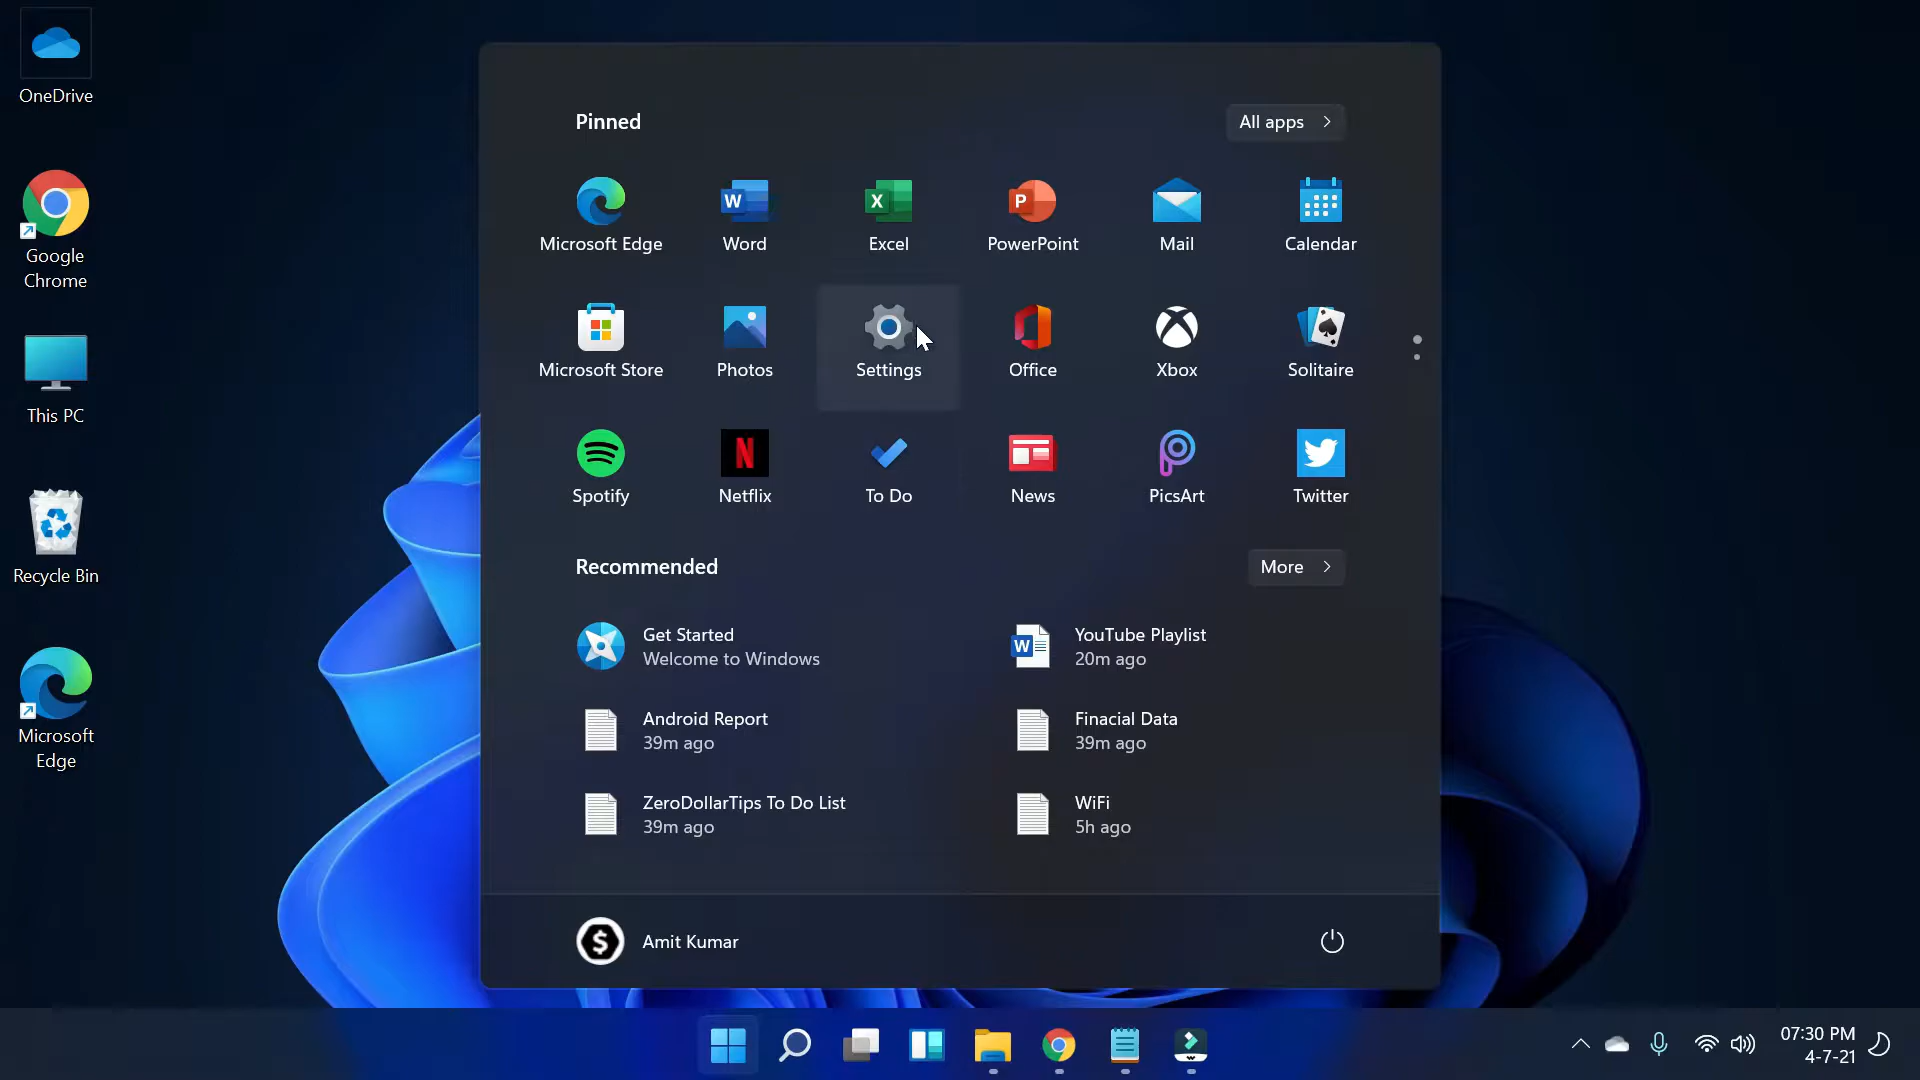 OneDrive
Google
Chrome
This PC
Recycle Bin
Microsoft
Edge
Pinned
All apps
Microsoft Edge
Word
Excel
PowerPoint
Mail
Calendar
Microsoft Store
Photos
Settings
Office
Xbox
Solitaire
Spotify
Netflix
To Do
News
PicsArt
Twitter
Recommended
More
Get Started
Welcome to Windows
YouTube Playlist
20m ago
Android Report
39m ago
Finacial Data
39m ago
ZeroDollarTips To Do List
39m ago
WiFi
5h ago
Amit Kumar
07:30 PM
4-7-21